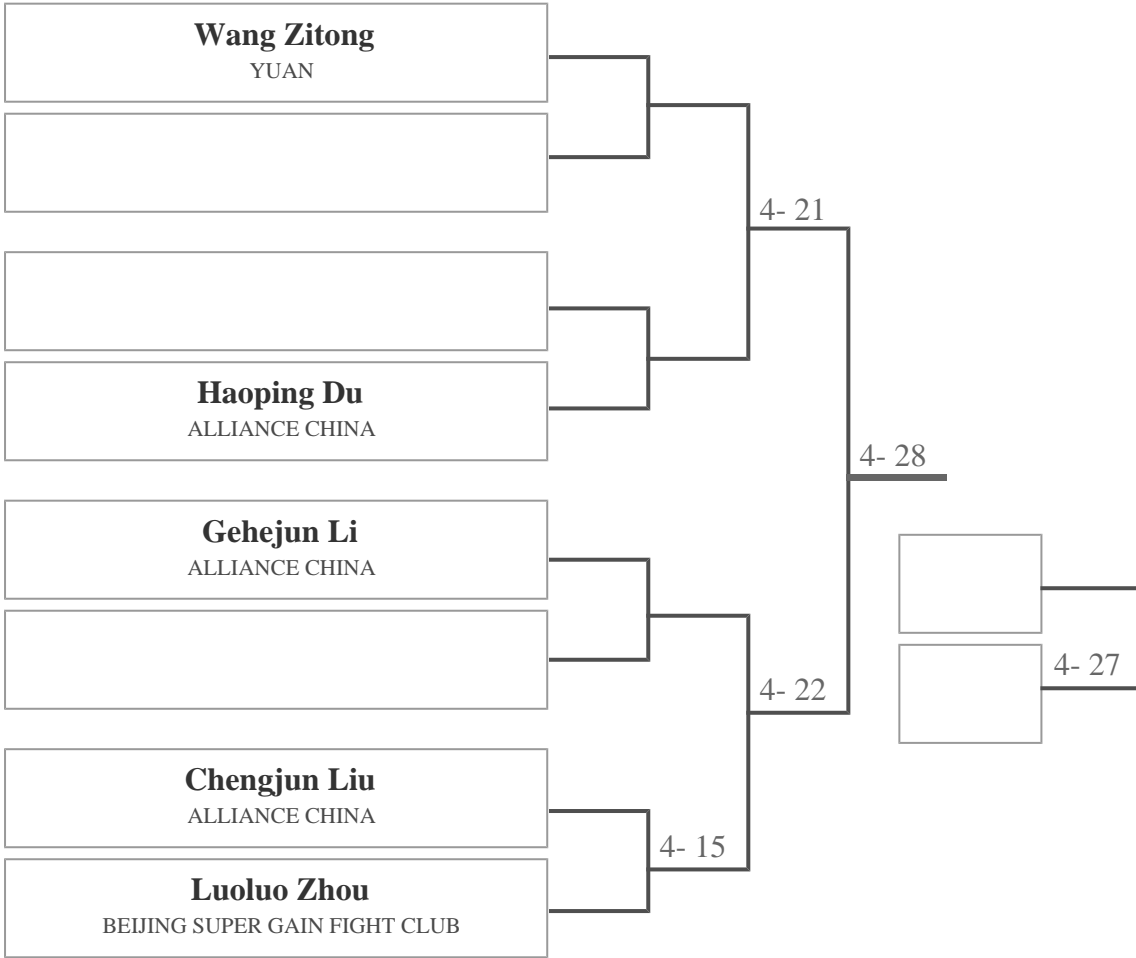 Wang Zitong
YUAN
4- 21
Haoping Du
ALLIANCE CHINA
4- 28
Gehejun Li
ALLIANCE CHINA
4- 27
4- 22
Chengjun Liu
ALLIANCE CHINA
4- 15
Luoluo Zhou
BEIJING SUPER GAIN FIGHT CLUB